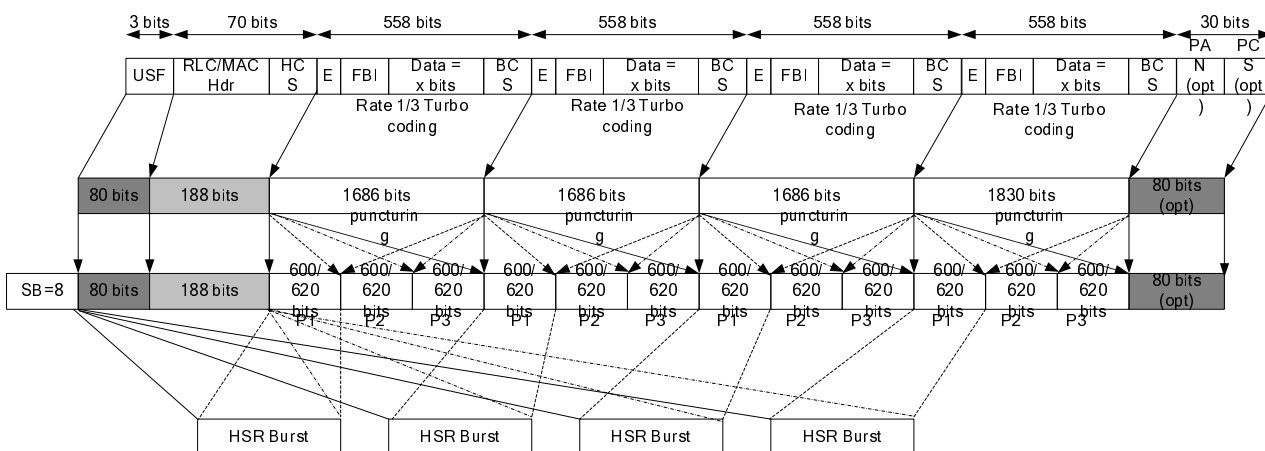 3 bits 70 bits 558 bits 558 bits 558 bits 558 bits 30 bits
USF
RLC/MAC
Hdr
HC
S
E
FBI
Data =
x bits
BC
S
E
FBI
Data =
x bits
BC
S
E
FBI
Data =
x bits
BC
S
E
FBI
Data =
x bits
BC
S
PA
N
(opt
)
PC
S
(opt
)
Rate 1/3 Turbo
coding
Rate 1/3 Turbo
coding
Rate 1/3 Turbo
coding
Rate 1/3 Turbo
coding
80 bits
188 bits
1686 bits
puncturin
g
1686 bits
puncturin
g
1686 bits
puncturin
g
1830 bits
puncturin
g
80 bits
(opt)
SB=8
80 bits
188 bits
600/
620
bits
P1
600/
620
bits
P2
600/
620
bits
P3
600/
620
bits
P1
600/
620
bits
P2
600/
620
bits
P3
600/
620
bits
P1
600/
620
bits
P2
600/
620
bits
P3
600/
620
bits
P1
600/
620
bits
P2
600/
620
bits
P3
80 bits
(opt)
HSR Burst
HSR Burst
HSR Burst
HSR Burst